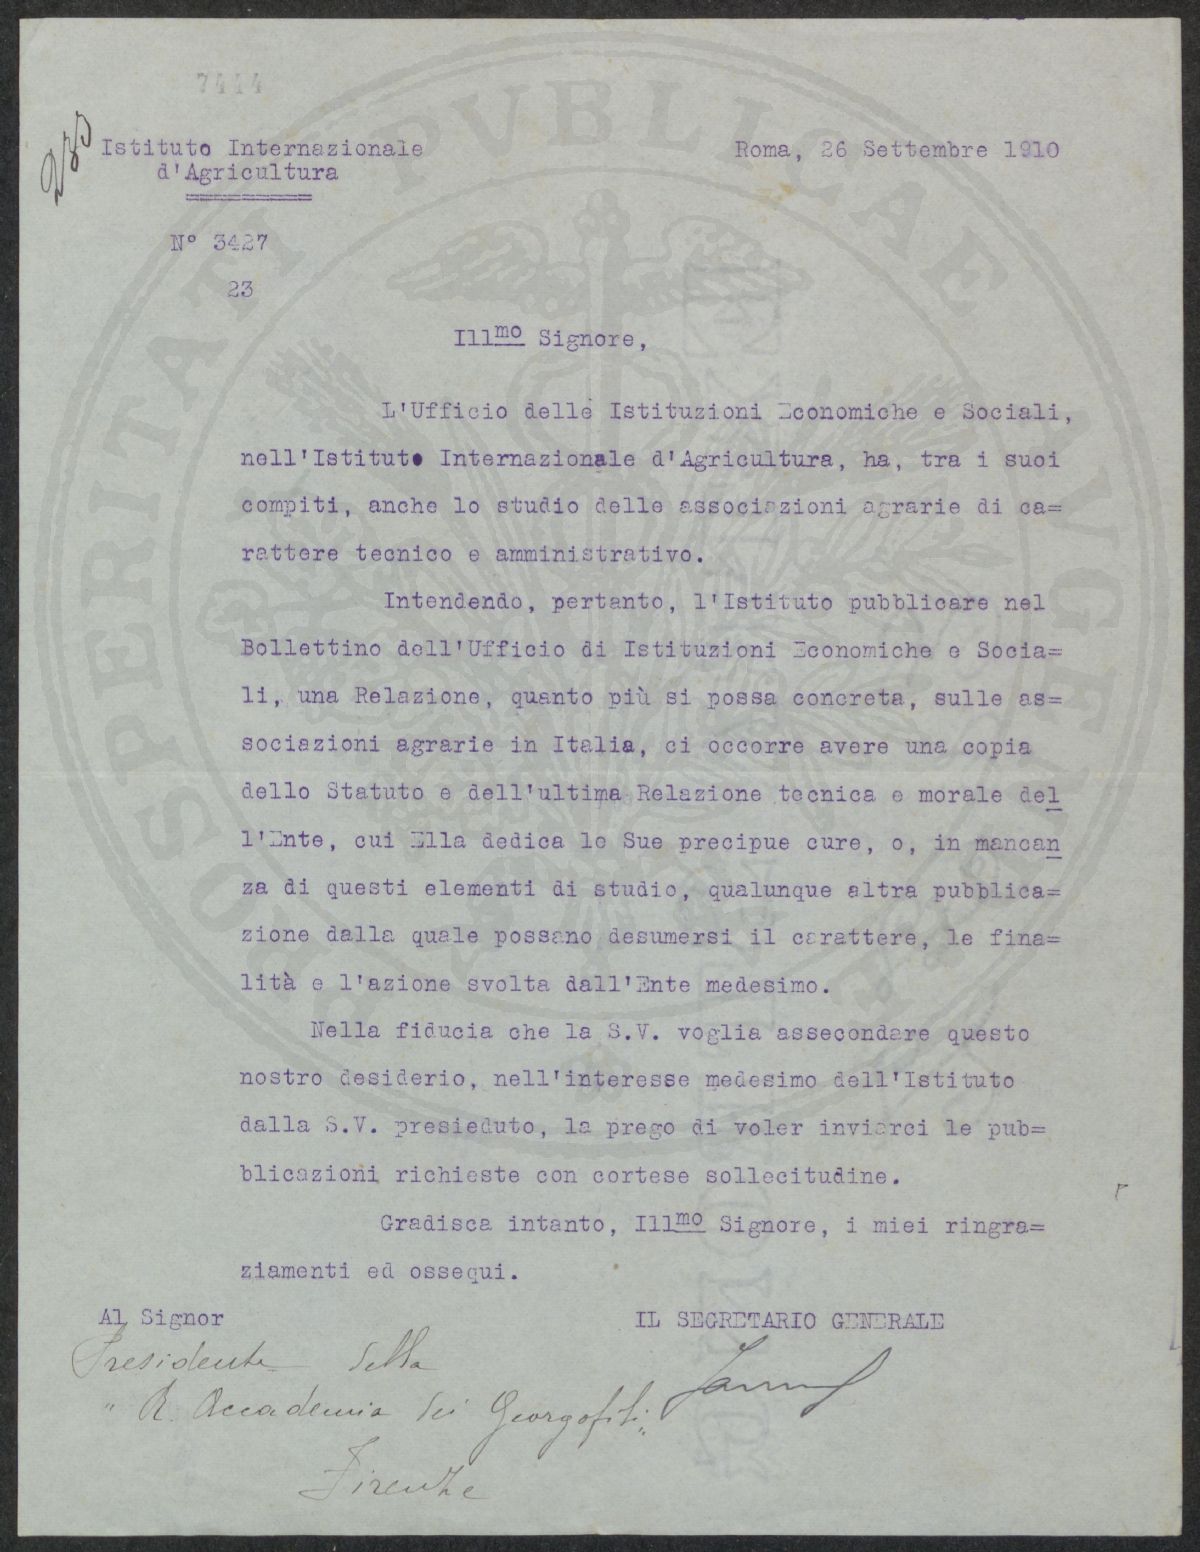 7444
233
Istituto Internazionale
d'Agricultura
Roma, 26 Settembre 1910
N° 3427
23
Illmo Signore,
L'Ufficio delle Istituzioni Economiche e Sociali,
nell'Istituto Internazionale d'Agricultura, ha, tra i suoi
compiti, anche lo studio delle associazioni agrarie di ca=
rattere tecnico e amministrativo.
Intendendo, pertanto, l'Istituto pubblicare nel
Bollettino dell'Ufficio di Istituzioni Economiche e Socia=
li, una Relazione, quanto più si possa concreta, sulle as=
sociazioni agrarie in Italia, ci occorre avere una copia
dello Statuto e dell'ultima Relazione tecnica e morale del
l'Ente, cui Ella dedica le Sue precipue cure, o, in mancan
za di questi elementi di studio, qualunque altra pubblica=
zione dalla quale possano desumersi il carattere, le fina=
lità e l'azione svolta dall'Ente medesimo.
Nella fiducia che la S.V. voglia assecondare questo
nostro desiderio, nell'interesse medesimo dell'Istituto
dalla S.V. presieduto, la prego di voler inviarci le pub=
blicazioni richieste con cortese sollecitudine.
Gradisca intanto, Illmo Signore, i miei ringra=
ziamenti ed ossequi.
Al Signor
IL SEGRETARIO GENERALE
Presidente della
"R. Accademia dei Georgofili"
Firenze